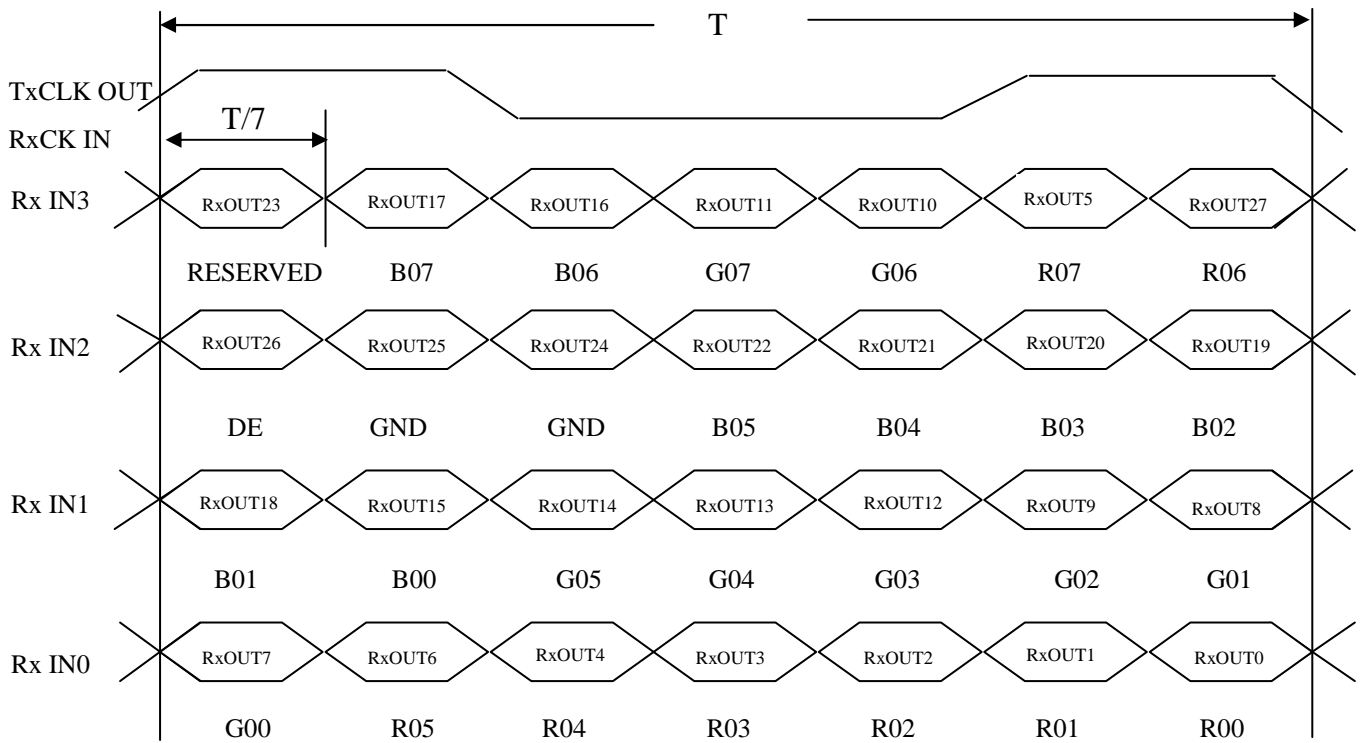 T
TxCLK OUT
T/7
RxCK IN
Rx IN3 RxOUT23 RxOUT17 RxOUT16 RxOUT11 RxOUT10 RxOUT5 RxOUT27
RESERVED B07 B06 G07 G06 R07 R06
Rx IN2 RxOUT26 RxOUT25 RxOUT24 RxOUT22 RxOUT21 RxOUT20 RxOUT19
DE GND GND B05 B04 B03 B02
Rx IN1 RxOUT18 RxOUT15 RxOUT14 RxOUT13 RxOUT12 RxOUT9 RxOUT8
B01 B00 G05 G04 G03 G02 G01
Rx IN0 RxOUT7 RxOUT6 RxOUT4 RxOUT3 RxOUT2 RxOUT1 RxOUT0
G00 R05 R04 R03 R02 R01 R00